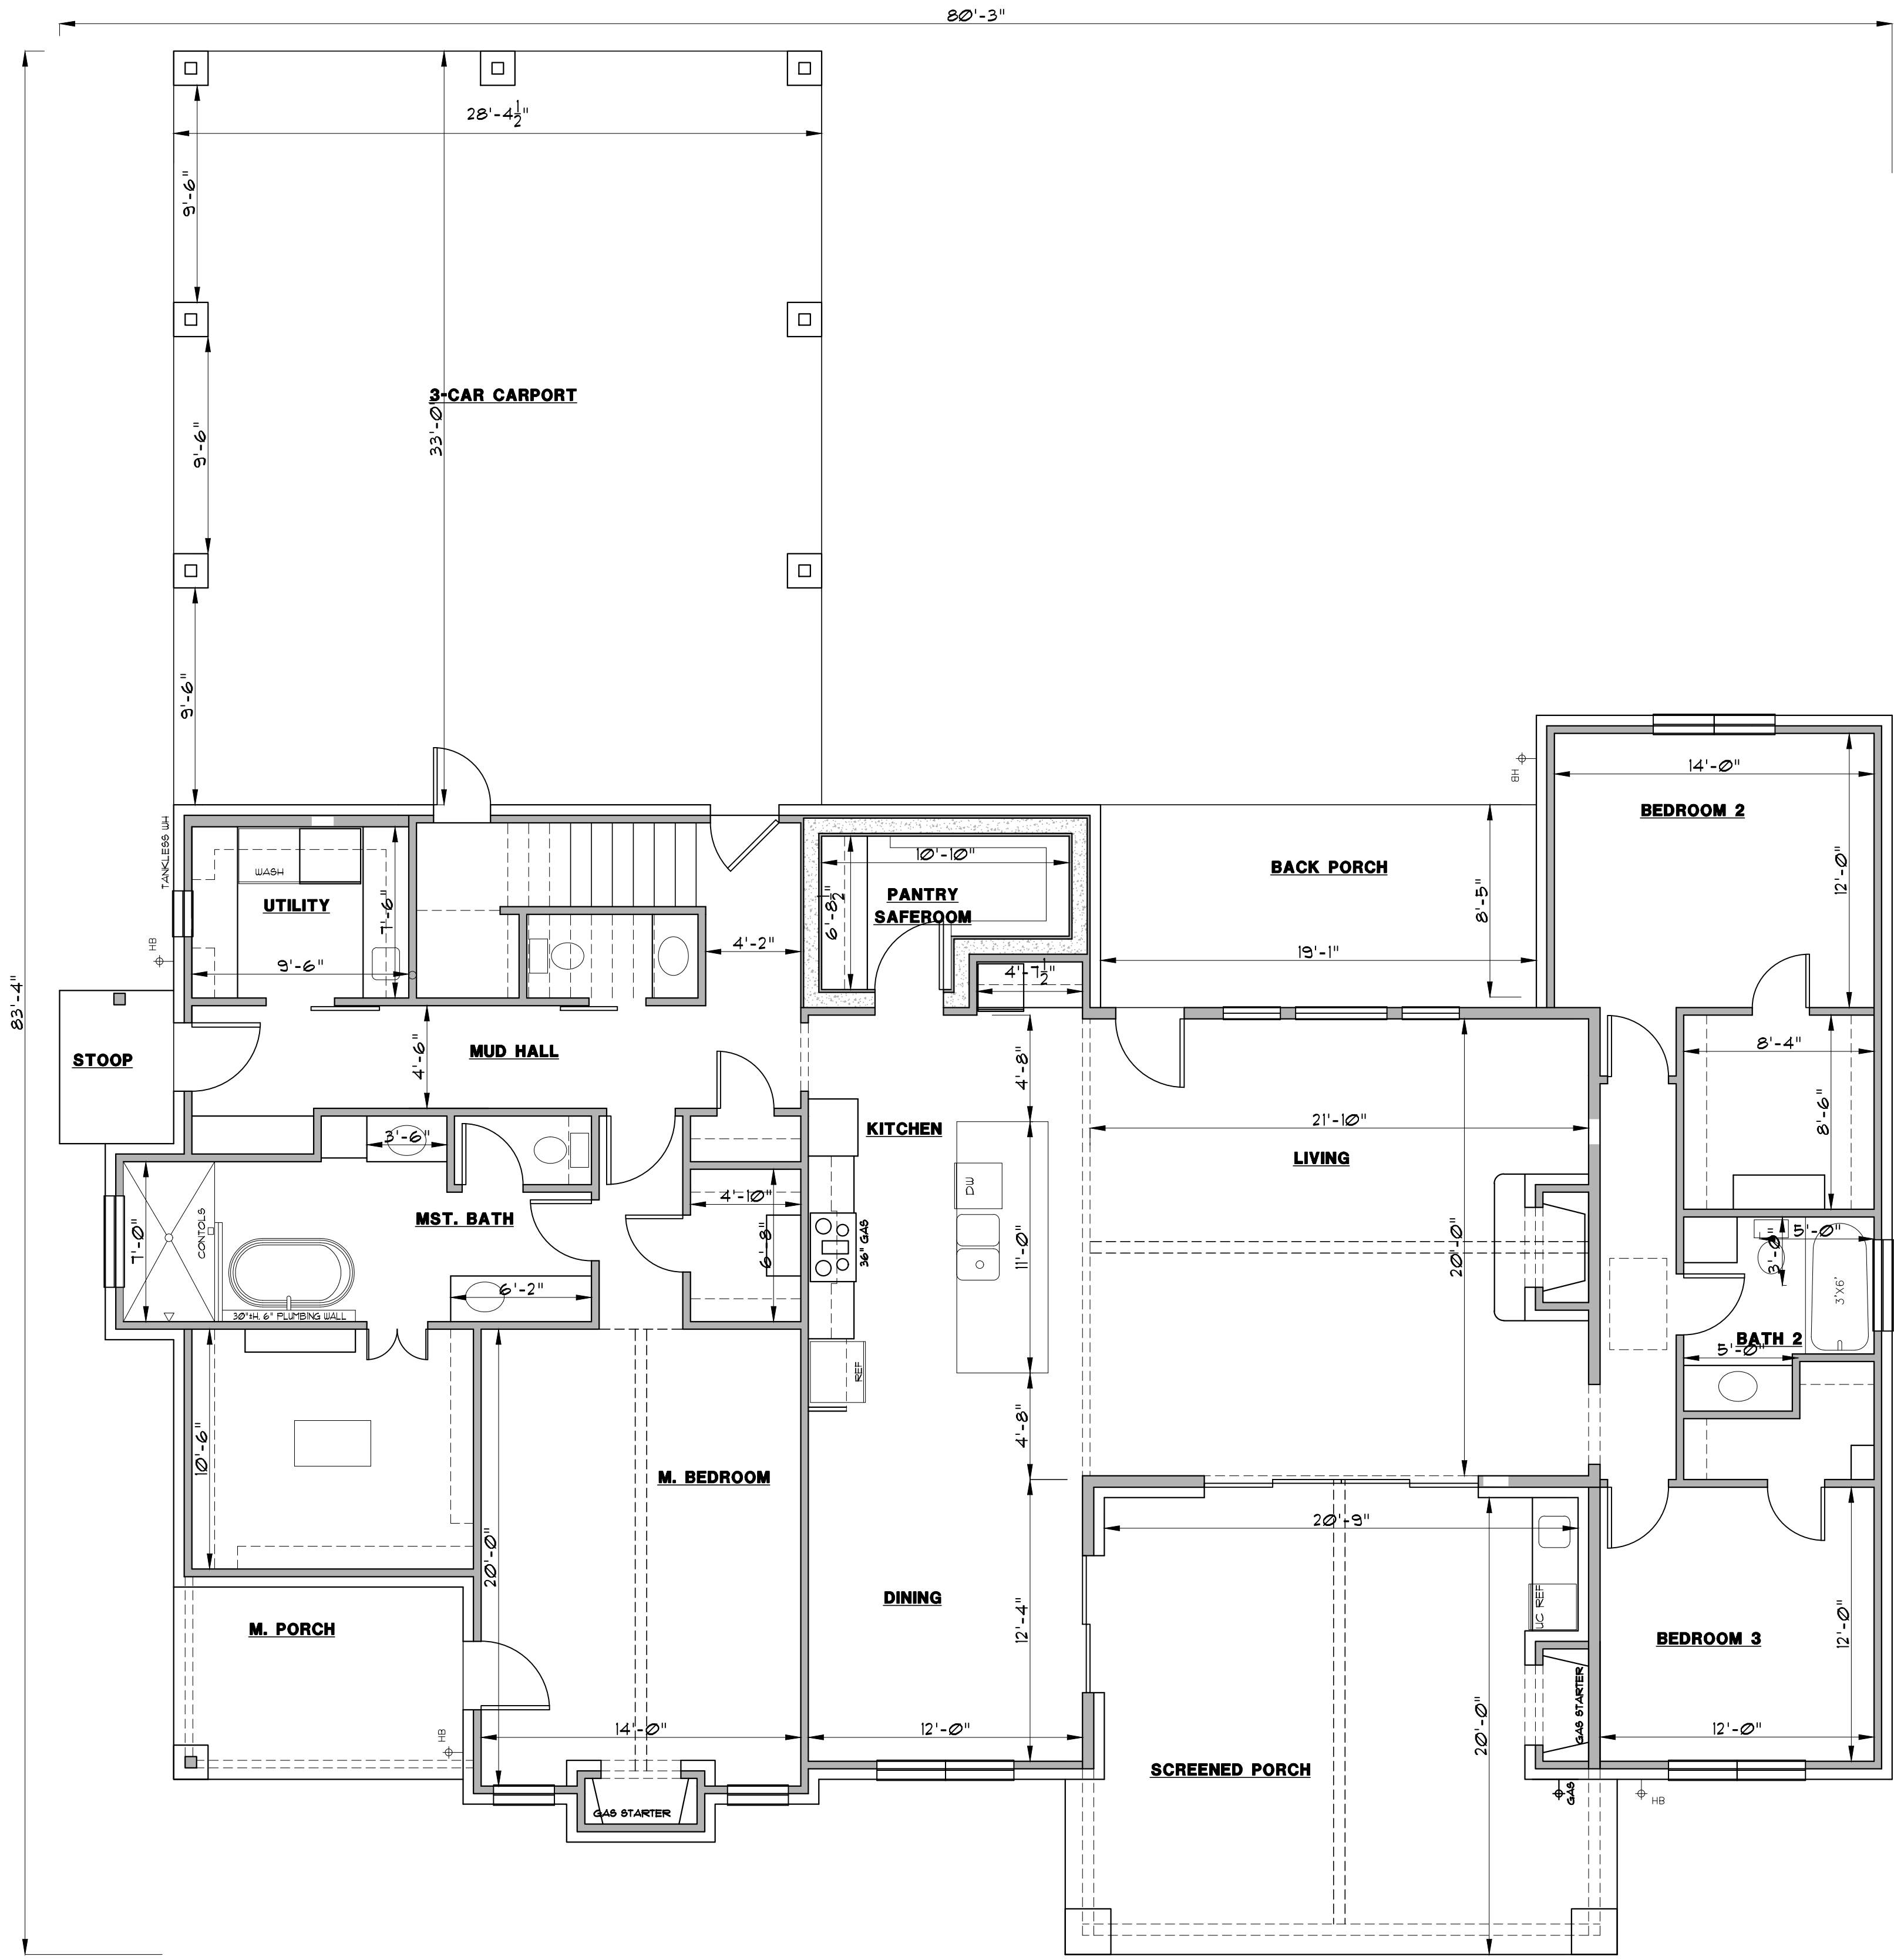 80'-3"
28'-4 1/2"
9'-6"
3-CAR CARPORT
33'-0"
9'-6"
9'-6"
83'-4"
14'-0"
HB
BEDROOM 2
TANKLESS WH
WASH
10'-10"
BACK PORCH
12'-0"
UTILITY
7'-6"
PANTRY
SAFEROOM
6'-8 1/2"
8'-5"
HB
4'-2"
19'-1"
9'-6"
4'-7 1/2"
STOOP
MUD HALL
4'-6"
4'-8"
8'-4"
KITCHEN
21'-10"
8'-6"
3'-6"
LIVING
DW
4'-10"
MST. BATH
CONTOLS
7'-0"
6'-8"
36" GAS
11'-0"
20'-0"
5'-0"
3'-0"
3'X6'
6'-2"
30"±H. 6" PLUMBING WALL
BATH 2
5'-0"
REF
4'-8"
10'-6"
M. BEDROOM
20'-9"
20'-0"
DINING
UC REF
M. PORCH
12'-4"
BEDROOM 3
12'-0"
GAS STARTER
HB
14'-0"
12'-0"
20'-0"
12'-0"
SCREENED PORCH
GAS
HB
GAS STARTER